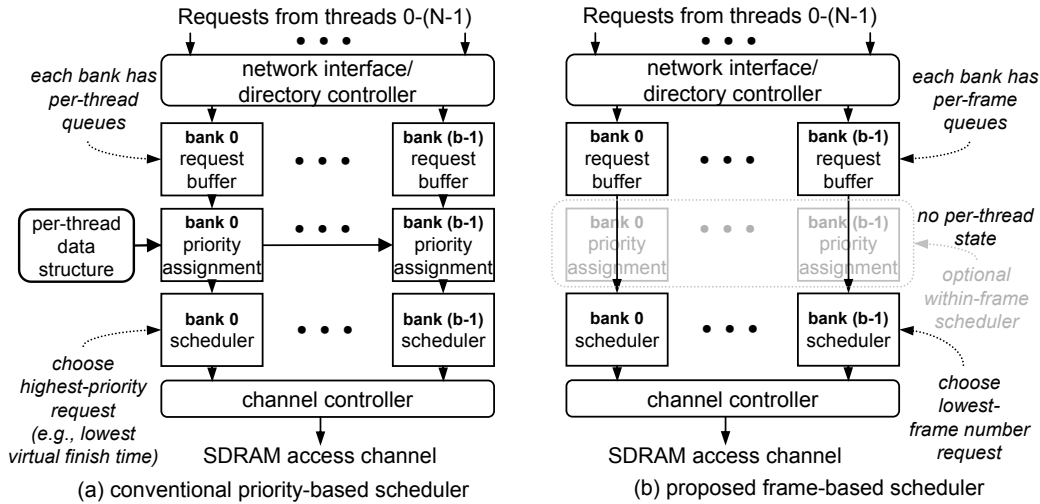 Requests from threads 0-(N-1)
network interface/
directory controller
each bank has
per-thread
queues
bank 0
request
buffer
bank (b-1)
request
buffer
per-thread
data
structure
bank 0
priority
assignment
bank (b-1)
priority
assignment
bank 0
scheduler
bank (b-1)
scheduler
choose
highest-priority
request
(e.g., lowest
virtual finish time)
channel controller
SDRAM access channel
(a) conventional priority-based scheduler
Requests from threads 0-(N-1)
network interface/
directory controller
each bank has
per-frame
queues
bank 0
request
buffer
bank (b-1)
request
buffer
bank 0
priority
assignment
bank (b-1)
priority
assignment
no per-thread
state
optional
within-frame
scheduler
bank 0
scheduler
bank (b-1)
scheduler
choose
lowest-
frame number
request
channel controller
SDRAM access channel
(b) proposed frame-based scheduler